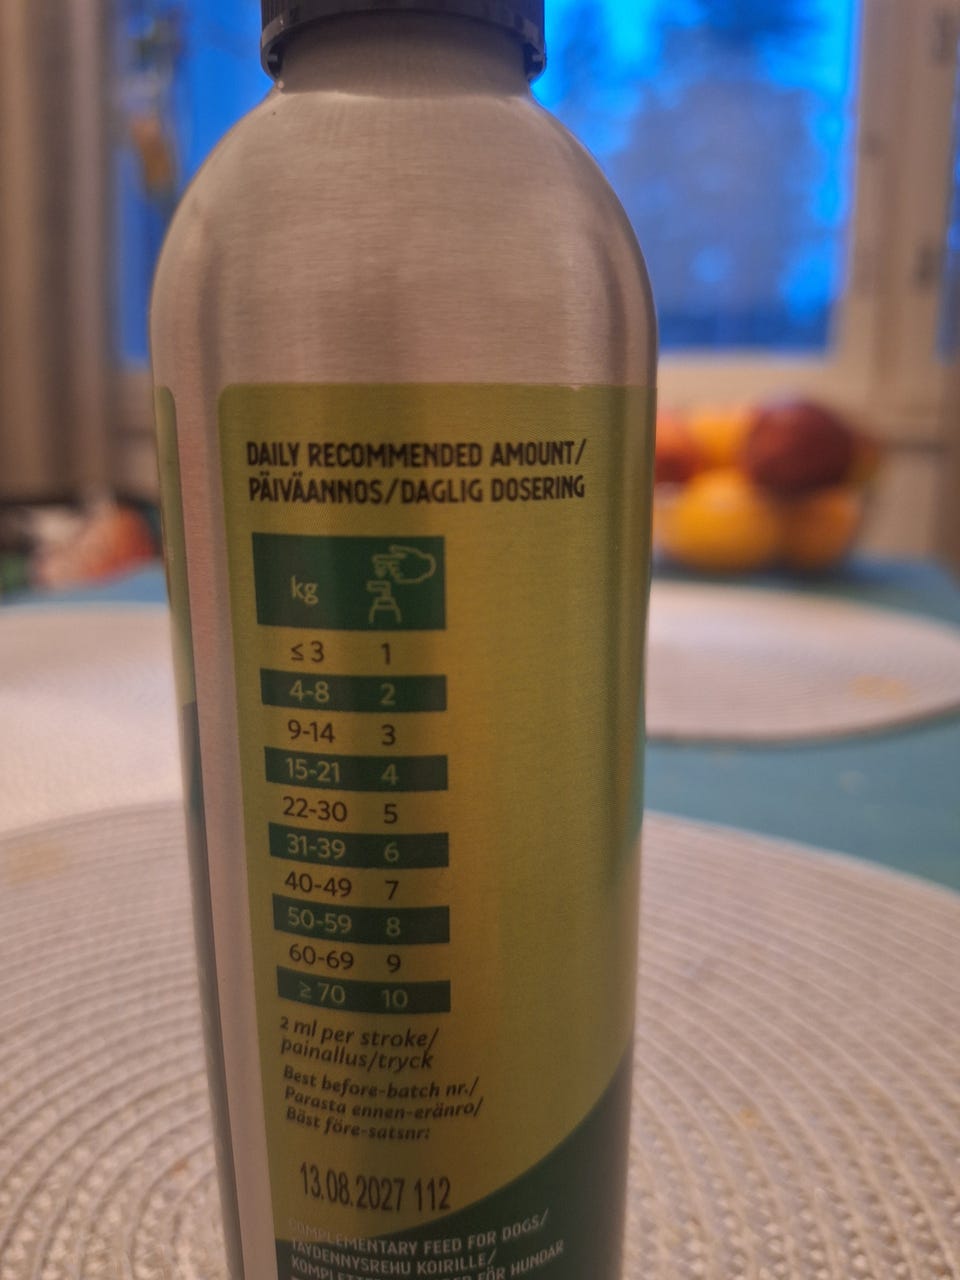 DAILY RECOMMENDED AMOUNT/
PÄIVÄANNOS/DAGLIG DOSERING
kg
≤ 3 1
4-8 2
9-14 3
15-21 4
22-30 5
31-39 6
40-49 7
50-59 8
60-69 9
≥ 70 10
2 ml per stroke/
painallus/tryck
Best before-batch nr./
Parasta ennen-eränro/
Bäst före-satsnr:
13.08.2027 112
COMPLEMENTARY FEED FOR DOGS/
TÄYDENNYSREHU KOIRILLE/
FÖR HUNDAR